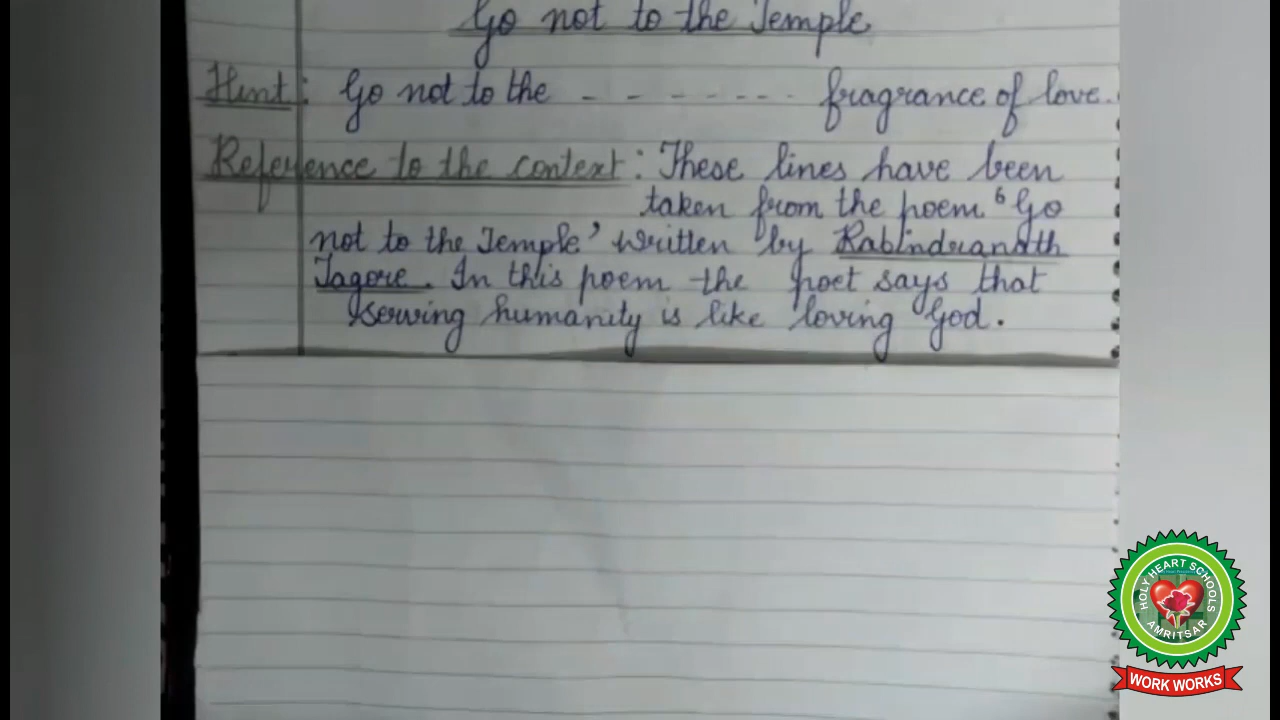 Go not to the Temple
Hint: Go not to the - - - - - - - fragrance of love.
Reference to the context: These lines have been
taken from the poem ‘Go
not to the Temple’ written by Rabindranath
Tagore. In this poem the poet says that
serving humanity is like loving God.
HOLY HEART SCHOOLS
AMRITSAR
WORK WORKS